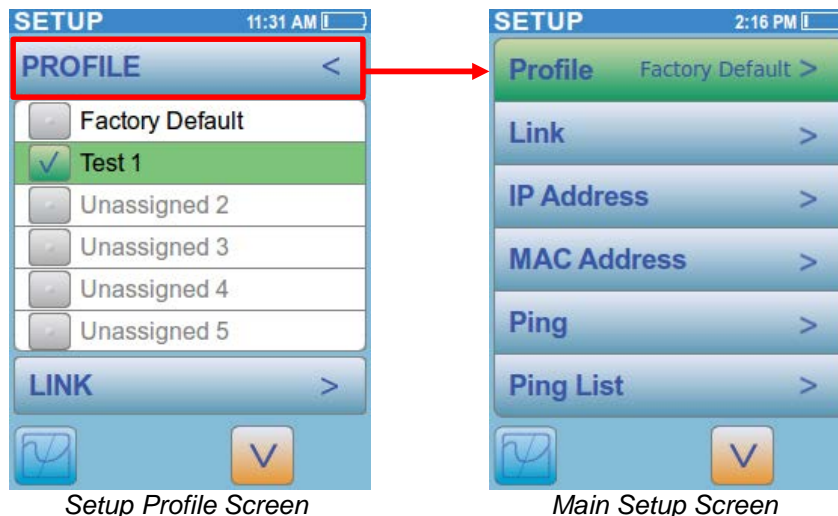 SETUP 11:31 AM
PROFILE <
Factory Default
Test 1
Unassigned 2
Unassigned 3
Unassigned 4
Unassigned 5
LINK >
V
Setup Profile Screen
SETUP 2:16 PM
Profile Factory Default >
Link >
IP Address >
MAC Address >
Ping >
Ping List >
V
Main Setup Screen